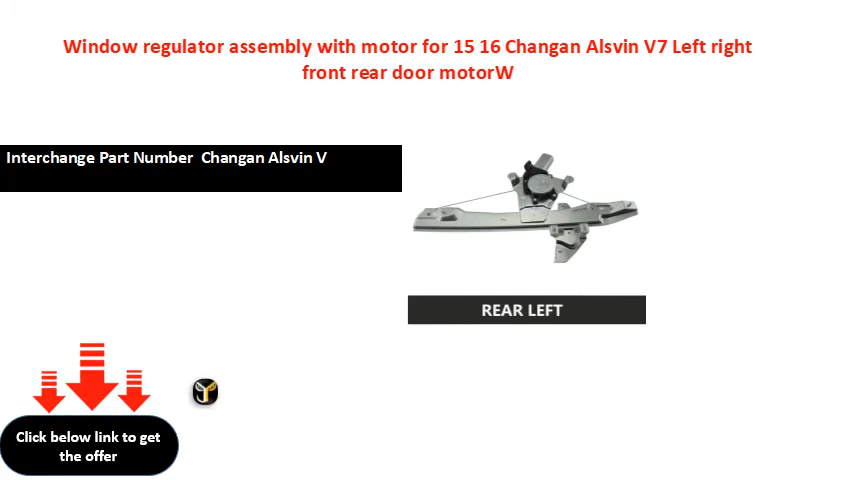 Window regulator assembly with motor for 15 16 Changan Alsvin V7 Left right
front rear door motorW
Interchange Part Number  Changan Alsvin V
REAR LEFT
Click below link to get
the offer